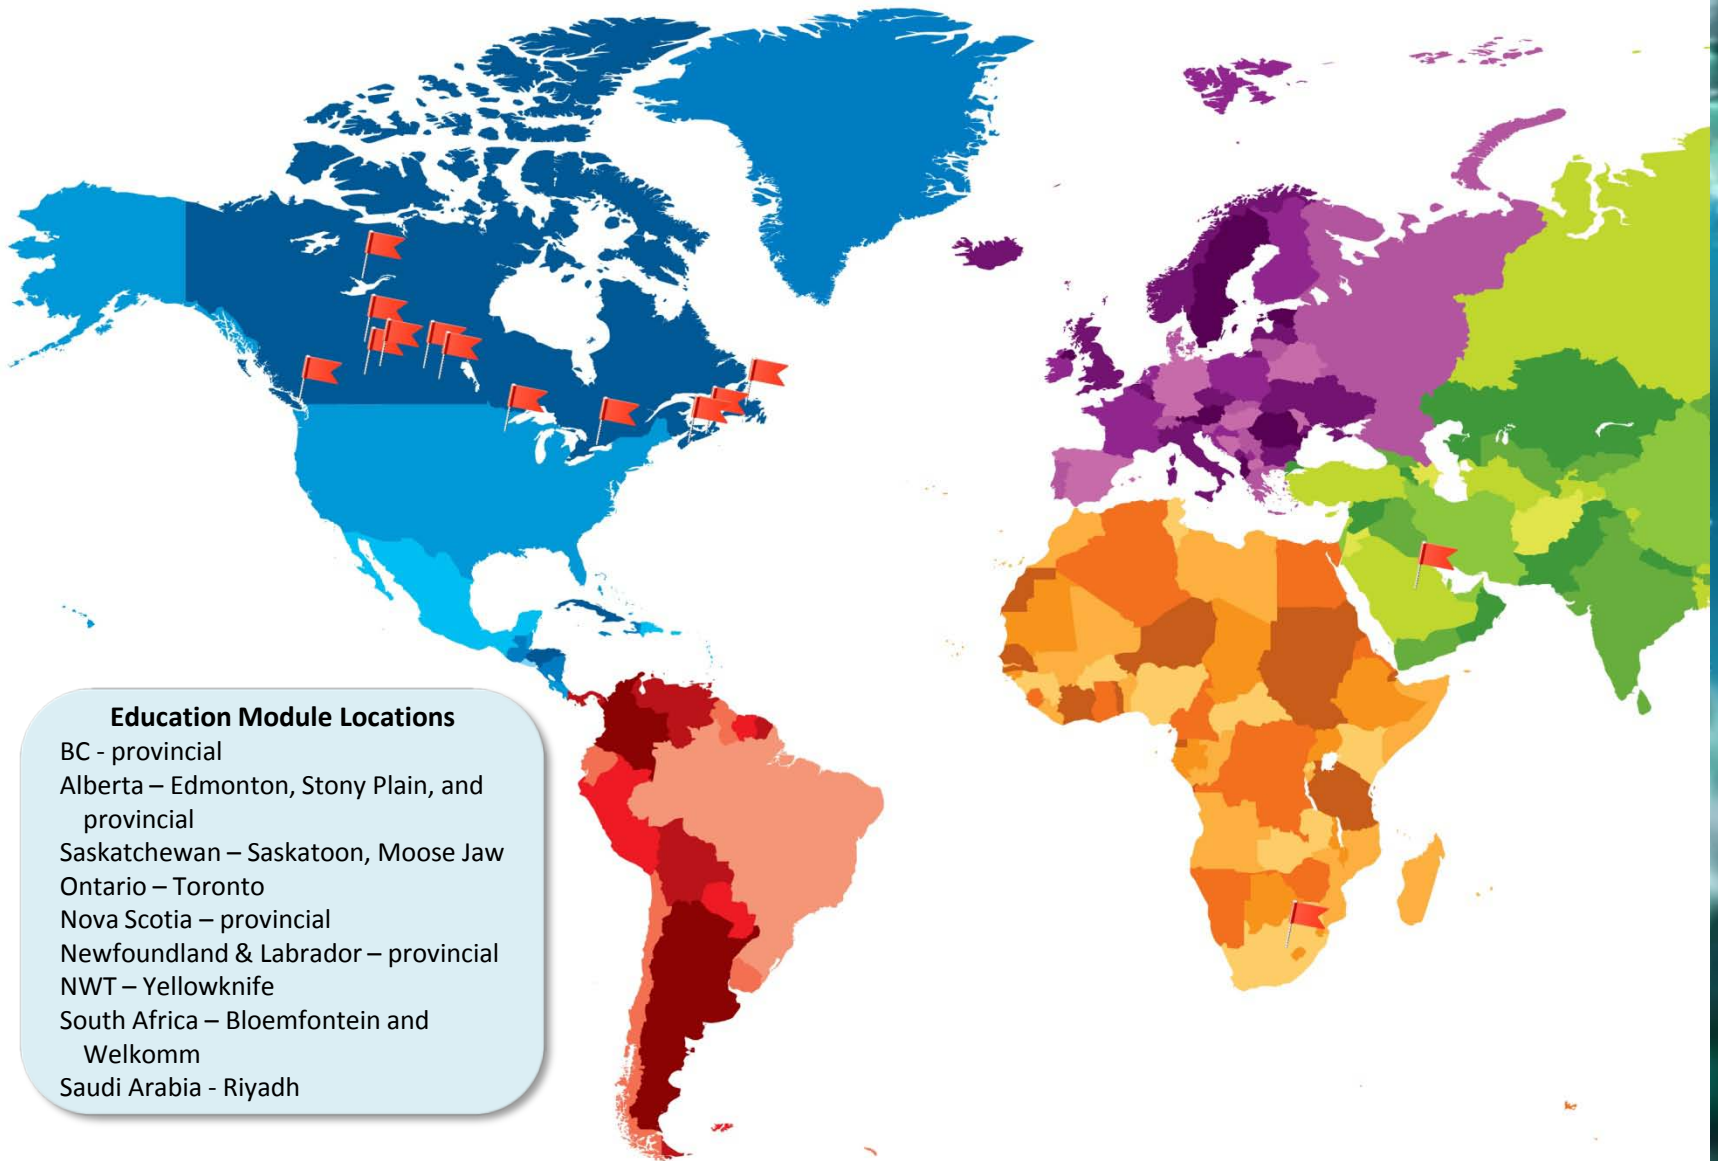 Education Module Locations
BC - provincial
Alberta – Edmonton, Stony Plain, and
provincial
Saskatchewan – Saskatoon, Moose Jaw
Ontario – Toronto
Nova Scotia – provincial
Newfoundland & Labrador – provincial
NWT – Yellowknife
South Africa – Bloemfontein and
Welkomm
Saudi Arabia - Riyadh